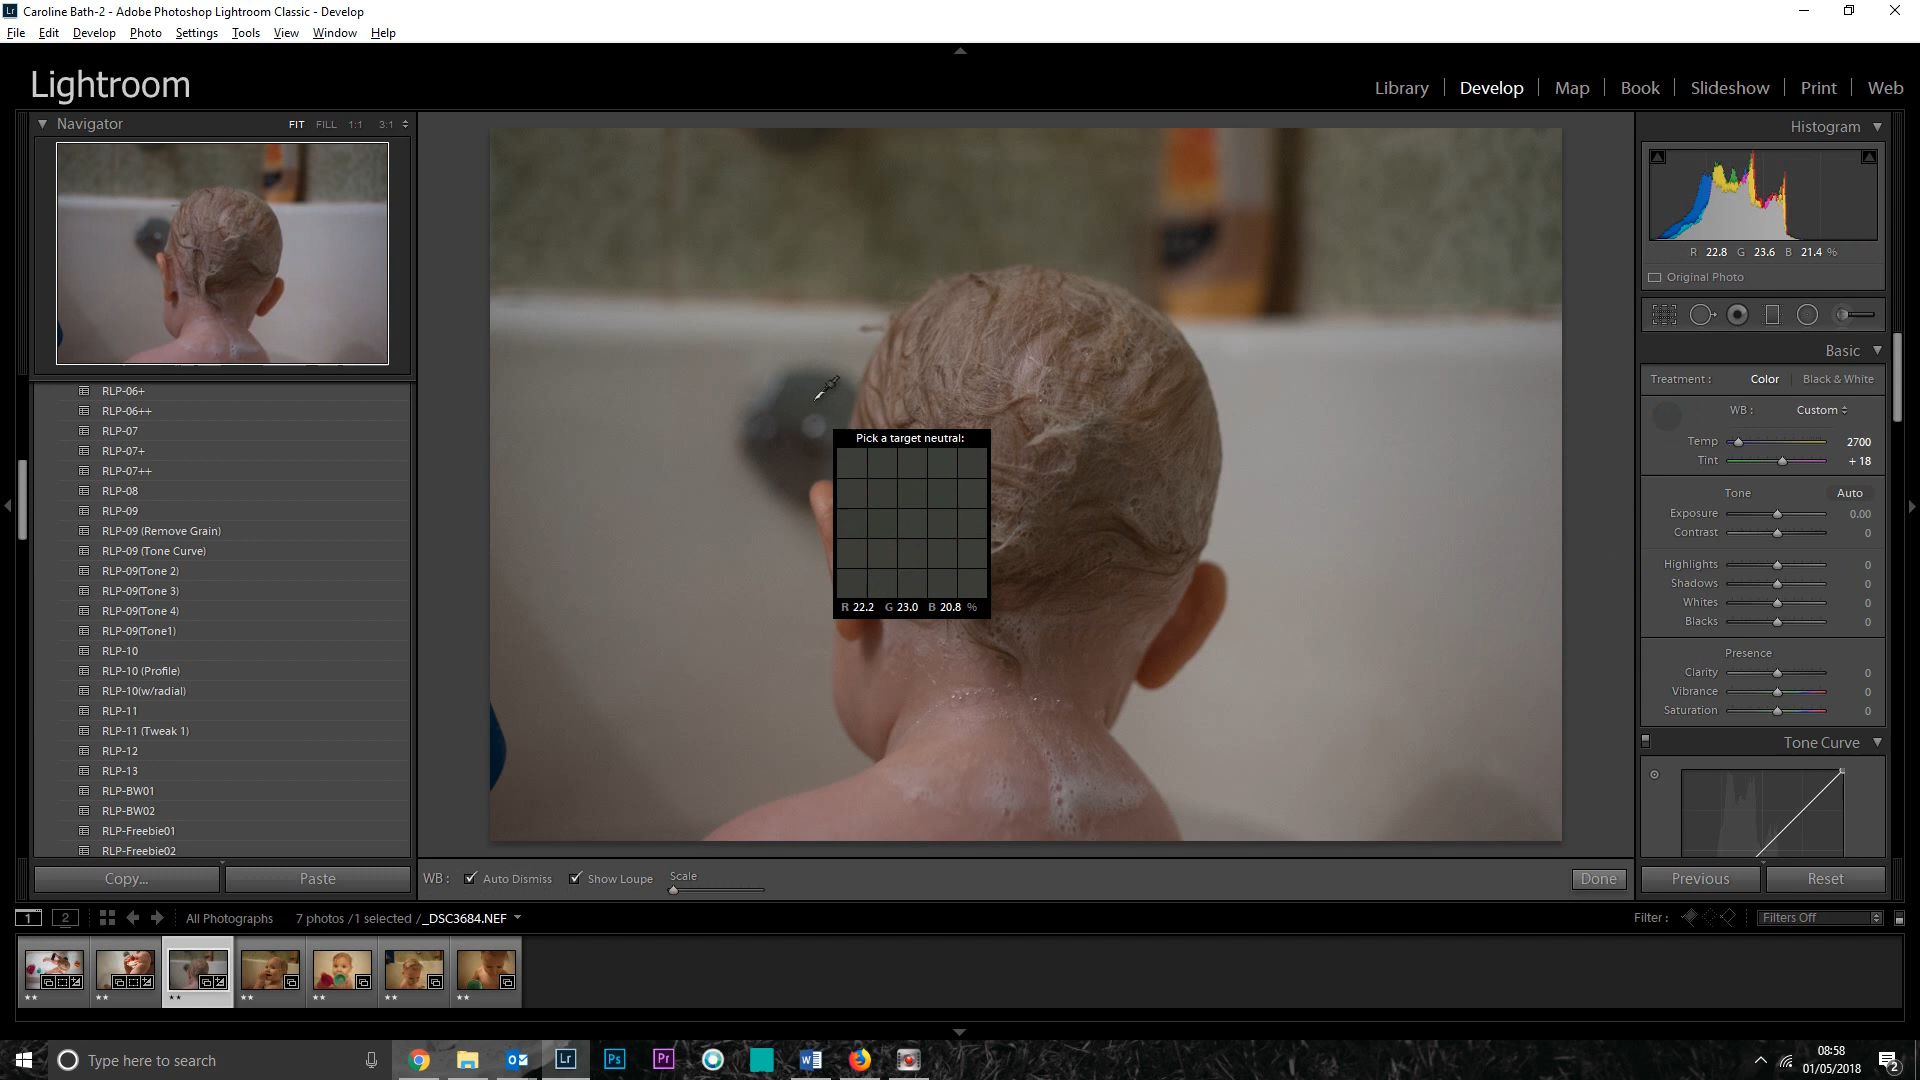 Lr Caroline Bath-2 - Adobe Photoshop Lightroom Classic - Develop
File Edit Develop Photo Settings Tools View Window Help
Lightroom
Library | Develop | Map | Book | Slideshow | Print | Web
Navigator FIT FILL 1:1 3:1
RLP-06+
RLP-06++
RLP-07
RLP-07+
RLP-07++
RLP-08
RLP-09
RLP-09 (Remove Grain)
RLP-09 (Tone Curve)
RLP-09(Tone 2)
RLP-09(Tone 3)
RLP-09(Tone 4)
RLP-09(Tone1)
RLP-10
RLP-10 (Profile)
RLP-10(w/radial)
RLP-11
RLP-11 (Tweak 1)
RLP-12
RLP-13
RLP-BW01
RLP-BW02
RLP-Freebie01
RLP-Freebie02
Copy... Paste
Pick a target neutral:
R 22.2 G 23.0 B 20.8 %
WB : Auto Dismiss Show Loupe Scale Done
Histogram
R 22.8 G 23.6 B 21.4 %
Original Photo
Basic
Treatment : Color Black & White
WB : Custom
Temp 2700
Tint + 18
Tone Auto
Exposure 0.00
Contrast 0
Highlights 0
Shadows 0
Whites 0
Blacks 0
Presence
Clarity 0
Vibrance 0
Saturation 0
Tone Curve
Previous Reset
1 2 All Photographs 7 photos /1 selected /_DSC3684.NEF Filter : Filters Off
Type here to search
Lr Ps Pr
08:58
01/05/2018
2